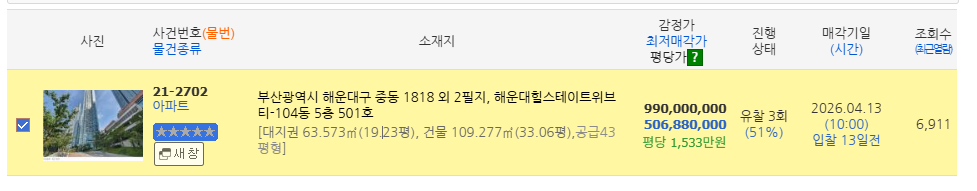 사진
사건번호(물번)
물건종류
소재지
감정가
최저매각가
평당가?
진행
상태
매각기일
(시간)
조회수
(최근열람)
21-2702
아파트
★★★★★
새 창
부산광역시 해운대구 중동 1818 외 2필지, 해운대힐스테이트위브
티-104동 5층 501호
[대지권 63.573㎡(19.23평), 건물 109.277㎡(33.06평),공급43
평형]
990,000,000
506,880,000
평당 1,533만원
유찰 3회
(51%)
2026.04.13
(10:00)
입찰 13일전
6,911